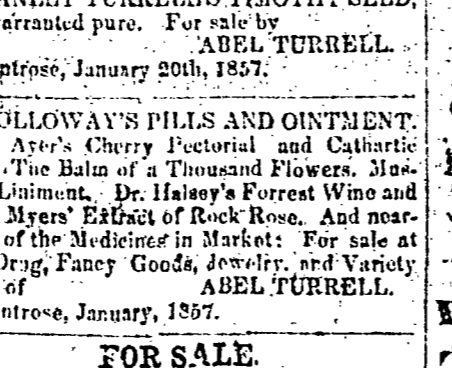 TURRELL'S TIMOTHY SEED,
arranted pure. For sale by
ABEL TURRELL.
ntrose, January 20th, 1857.
OLLOWAY'S PILLS AND OINTMENT.
Ayer's Cherry Pectorial and Cathartic
The Balm of a Thousand Flowers. Mus-
Liniment. Dr. Halsey's Forrest Wine and
Myers' Extract of Rock Rose. And near-
of the Medicines in Market: For sale at
Drug, Fancy Goods, Jewelry. and Variety
of ABEL TURRELL.
ntrose, January, 1857.
FOR SALE.